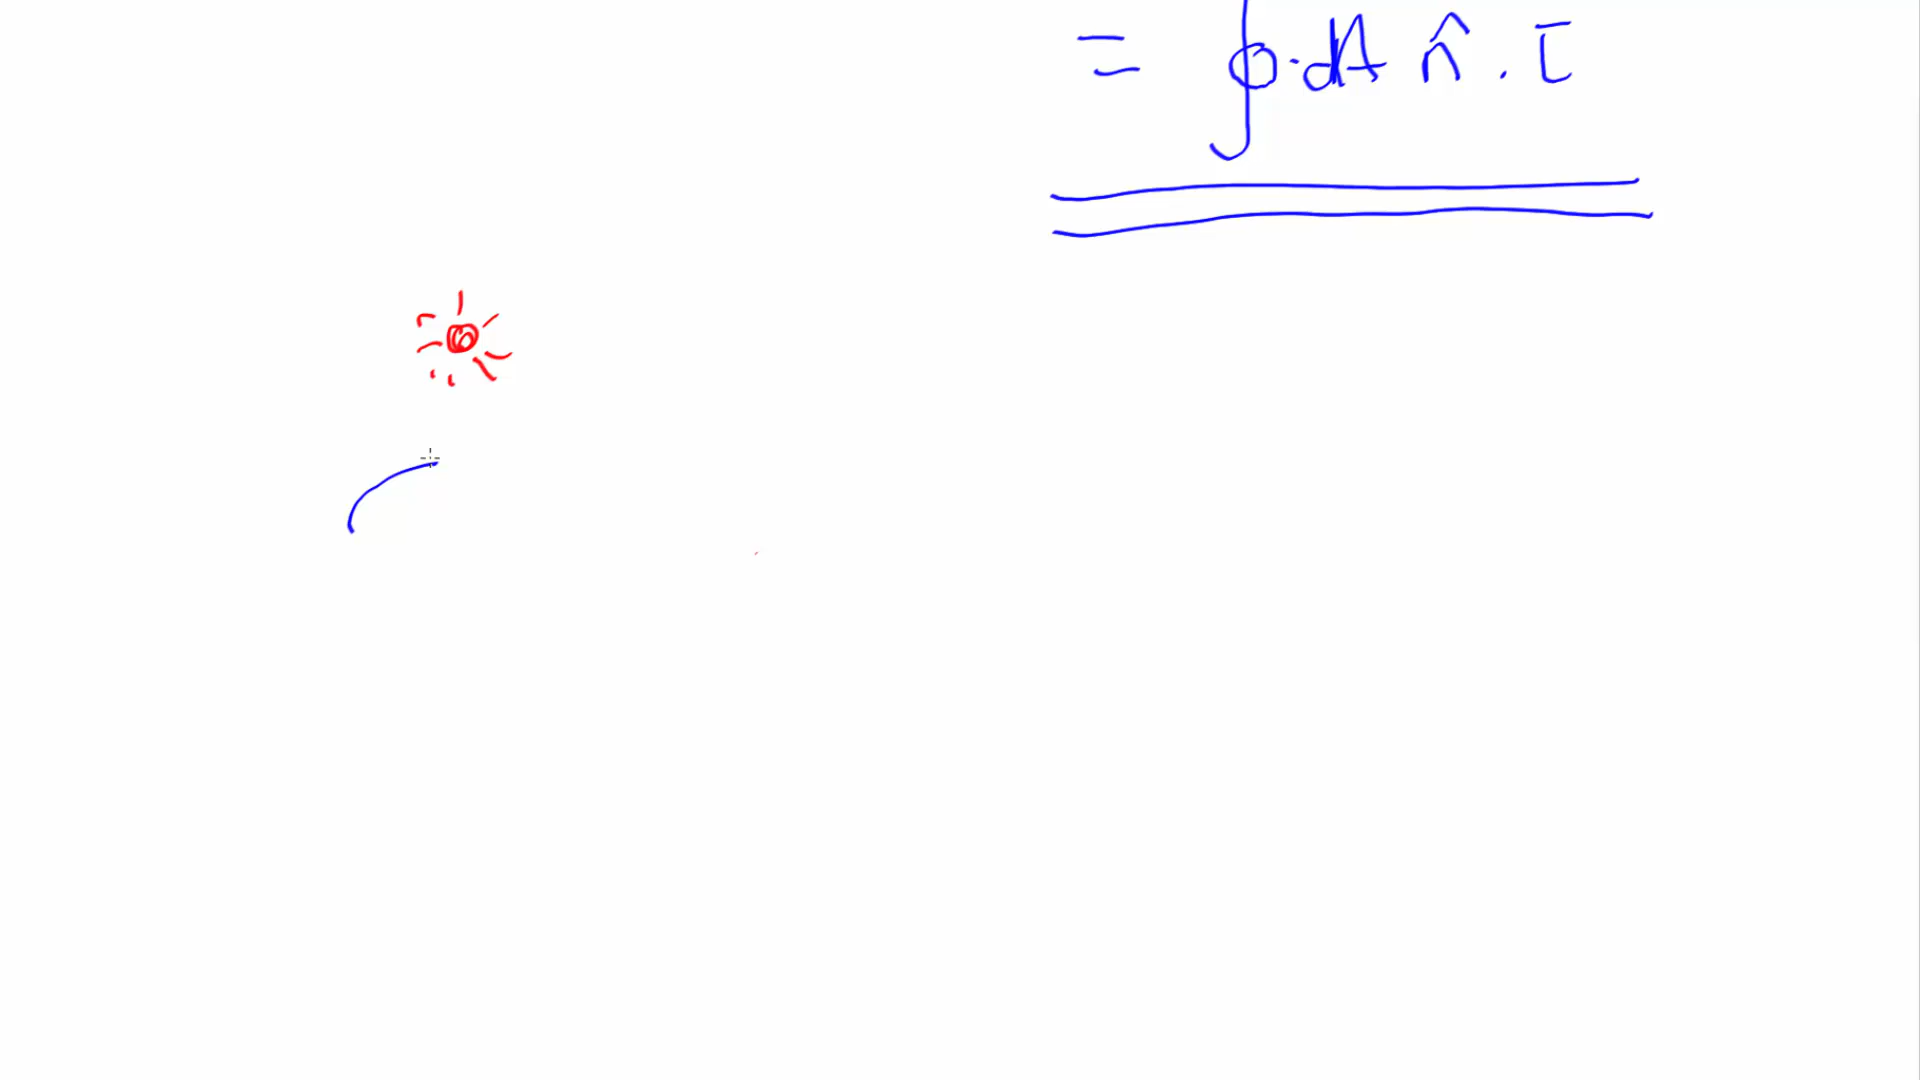 = ∮ · dA n̂ . I